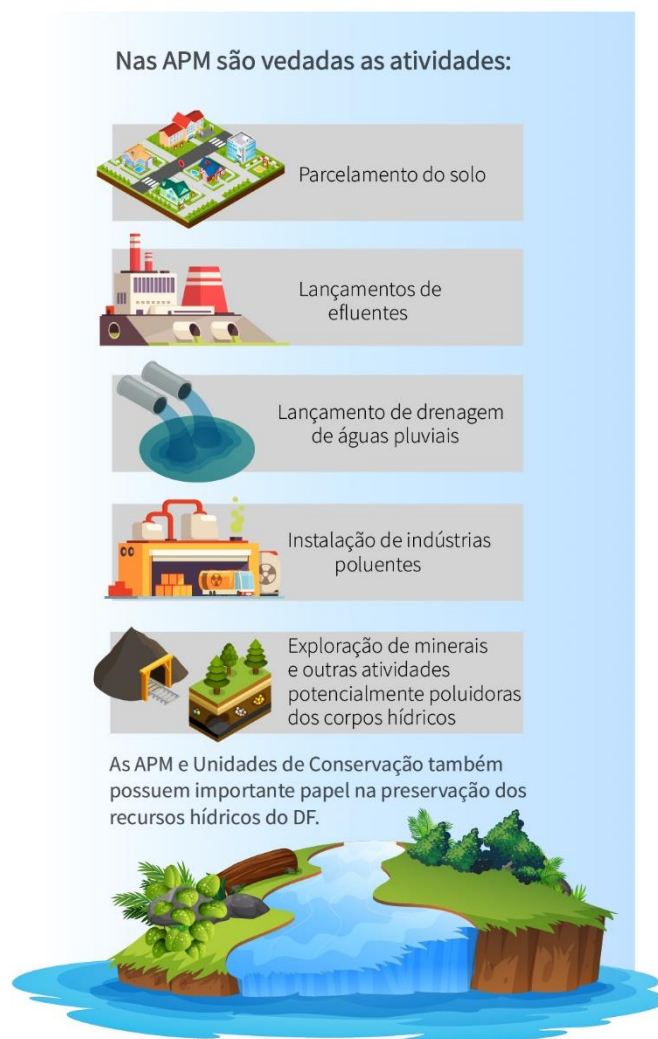 Nas APM são vedadas as atividades:
Parcelamento do solo
Lançamentos de
efluentes
Lançamento de drenagem
de águas pluviais
Instalação de indústrias
poluentes
Exploração de minerais
e outras atividades
potencialmente poluidoras
dos corpos hídricos
As APM e Unidades de Conservação também
possuem importante papel na preservação dos
recursos hídricos do DF.